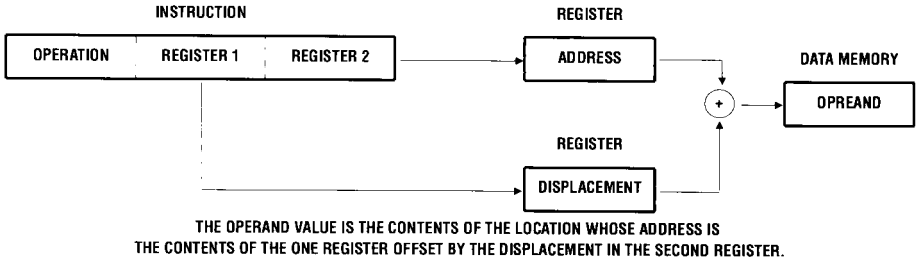 INSTRUCTION
REGISTER
OPERATION REGISTER 1 REGISTER 2
ADDRESS
DATA MEMORY
+
OPREAND
REGISTER
DISPLACEMENT
THE OPERAND VALUE IS THE CONTENTS OF THE LOCATION WHOSE ADDRESS IS
THE CONTENTS OF THE ONE REGISTER OFFSET BY THE DISPLACEMENT IN THE SECOND REGISTER.